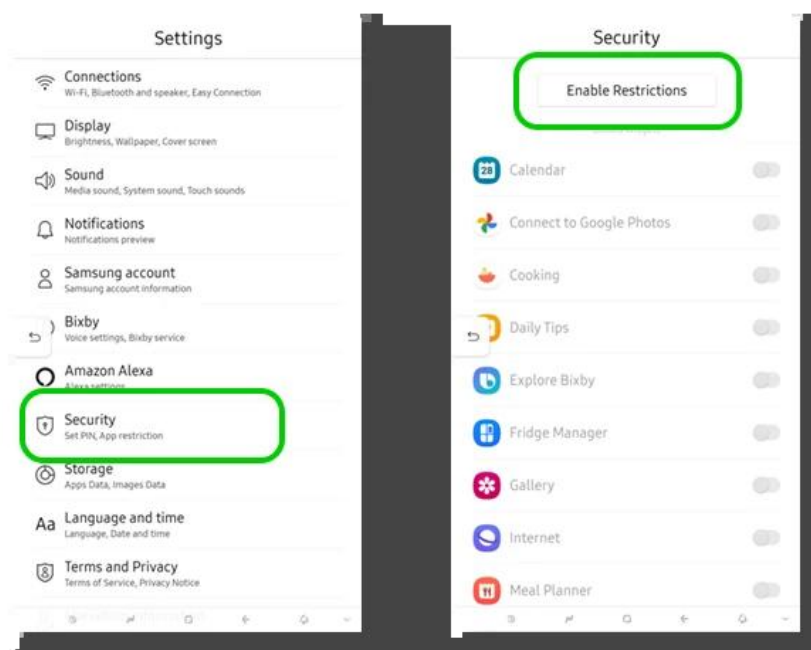 Settings
Connections
Wi-Fi, Bluetooth and speaker, Easy Connection
Display
Brightness, Wallpaper, Cover screen
Sound
Media sound, System sound, Touch sounds
Notifications
Notifications preview
Samsung account
Samsung account information
Bixby
Voice settings, Bixby service
Amazon Alexa
Alexa settings
Security
Set PIN, App restriction
Storage
Apps Data, Images Data
Aa Language and time
Language, Date and time
Terms and Privacy
Terms of Service, Privacy Notice
Security
Enable Restrictions
28 Calendar
Connect to Google Photos
Cooking
Daily Tips
Explore Bixby
Fridge Manager
Gallery
Internet
Meal Planner